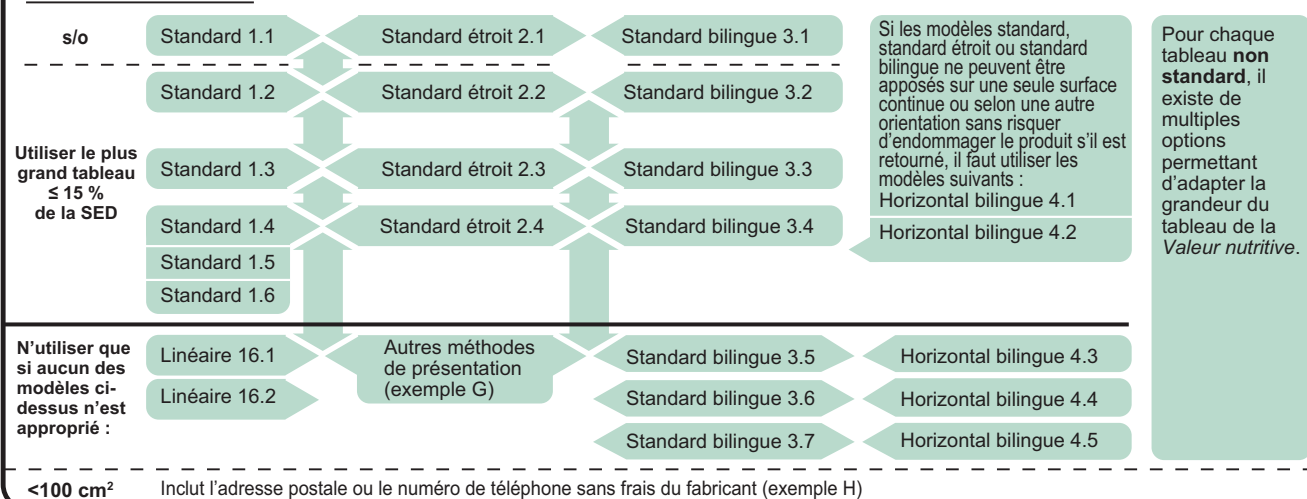 s/o
Standard 1.1
Standard étroit 2.1
Standard bilingue 3.1
Utiliser le plus
grand tableau
≤ 15 %
de la SED
Standard 1.2
Standard étroit 2.2
Standard bilingue 3.2
Standard 1.3
Standard étroit 2.3
Standard bilingue 3.3
Standard 1.4
Standard étroit 2.4
Standard bilingue 3.4
Standard 1.5
Standard 1.6
Si les modèles standard,
standard étroit ou standard
bilingue ne peuvent être
apposés sur une seule surface
continue ou selon une autre
orientation sans risquer
d’endommager le produit s’il est
retourné, il faut utiliser les
modèles suivants :
Horizontal bilingue 4.1
Horizontal bilingue 4.2
Pour chaque
tableau non
standard, il
existe de
multiples
options
permettant
d’adapter la
grandeur du
tableau de la
Valeur nutritive.
N’utiliser que
si aucun des
modèles ci-
dessus n’est
approprié :
Linéaire 16.1
Linéaire 16.2
Autres méthodes
de présentation
(exemple G)
Standard bilingue 3.5
Horizontal bilingue 4.3
Standard bilingue 3.6
Horizontal bilingue 4.4
Standard bilingue 3.7
Horizontal bilingue 4.5
<100 cm²
Inclut l’adresse postale ou le numéro de téléphone sans frais du fabricant (exemple H)